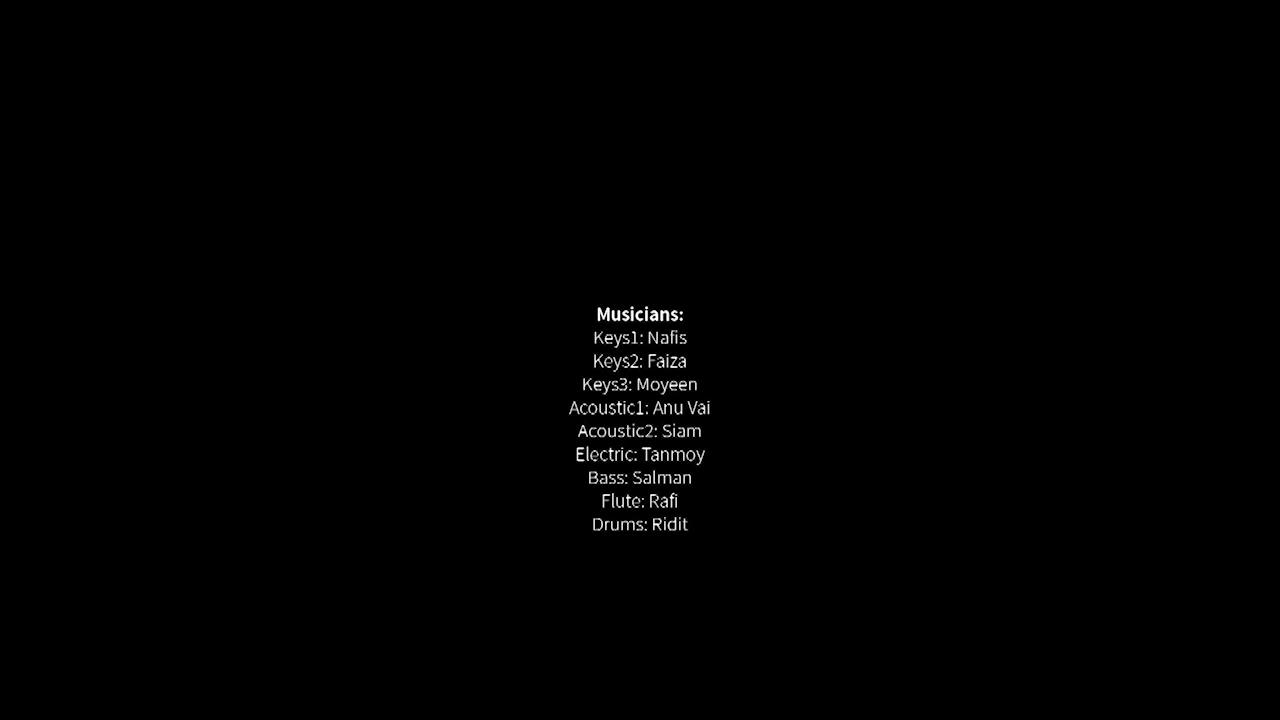 Musicians:
Keys1: Nafis
Keys2: Faiza
Keys3: Moyeen
Acoustic1: Anu Vai
Acoustic2: Siam
Electric: Tanmoy
Bass: Salman
Flute: Rafi
Drums: Ridit